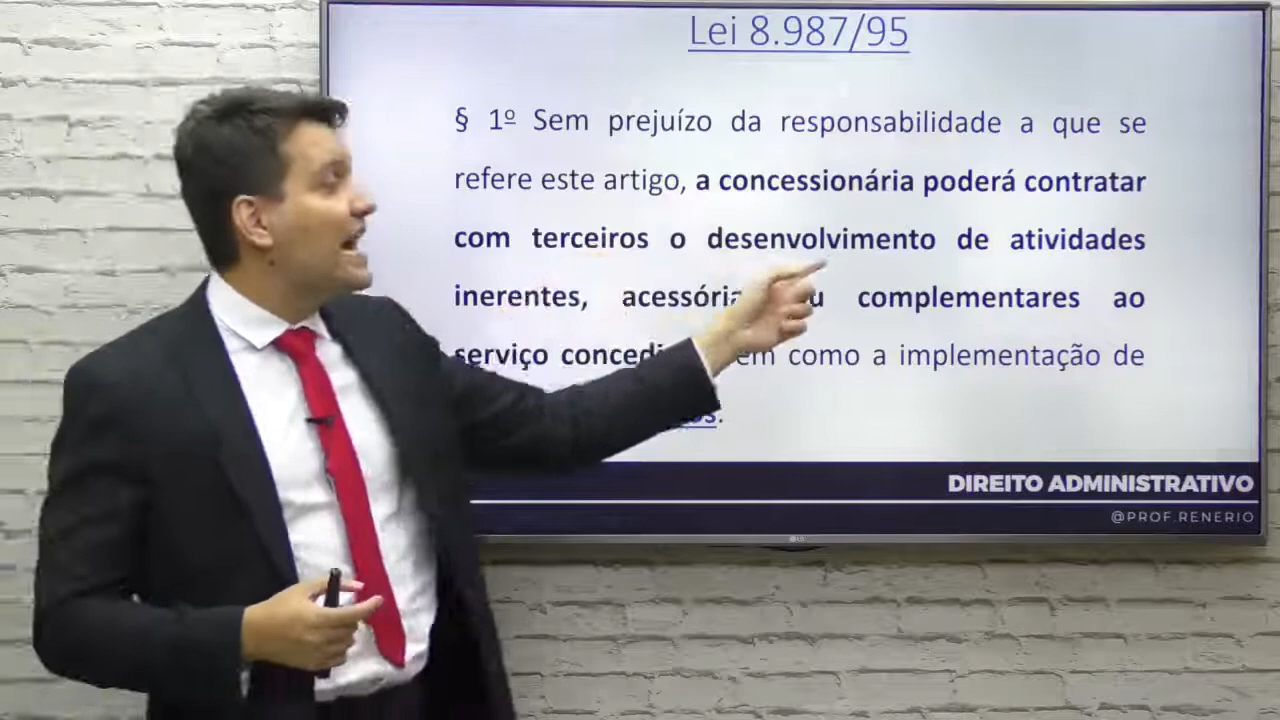 Lei 8.987/95
§ 1º Sem prejuízo da responsabilidade a que se
refere este artigo, a concessionária poderá contratar
com terceiros o desenvolvimento de atividades
inerentes, complementares ao
serviço como a implementação de
DIREITO ADMINISTRATIVO
@PROF.RENERIO
LG